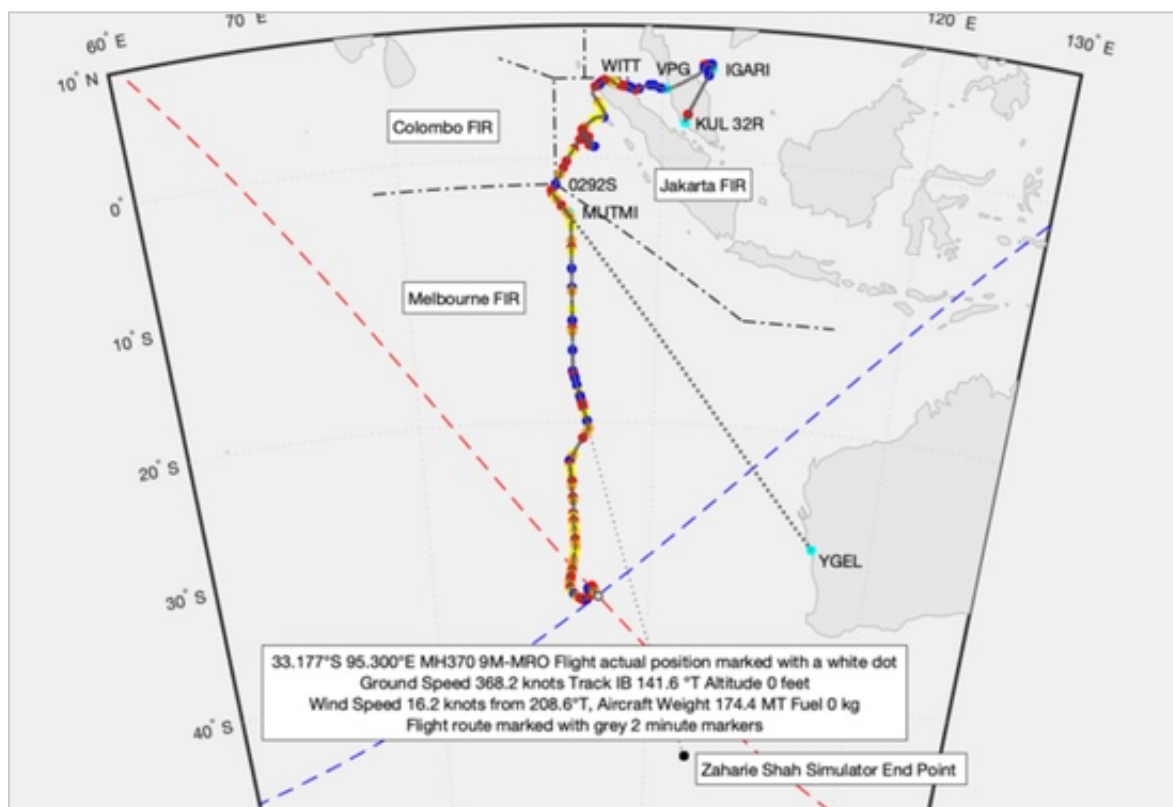 60° E
70° E
120° E
130° E
10° N
WITT
VPG
IGARI
KUL 32R
Colombo FIR
0292S
Jakarta FIR
0°
MUTMI
Melbourne FIR
10° S
20° S
YGEL
30° S
33.177°S 95.300°E MH370 9M-MRO Flight actual position marked with a white dot
Ground Speed 368.2 knots Track IB 141.6 °T Altitude 0 feet
Wind Speed 16.2 knots from 208.6°T, Aircraft Weight 174.4 MT Fuel 0 kg
Flight route marked with grey 2 minute markers
40° S
Zaharie Shah Simulator End Point